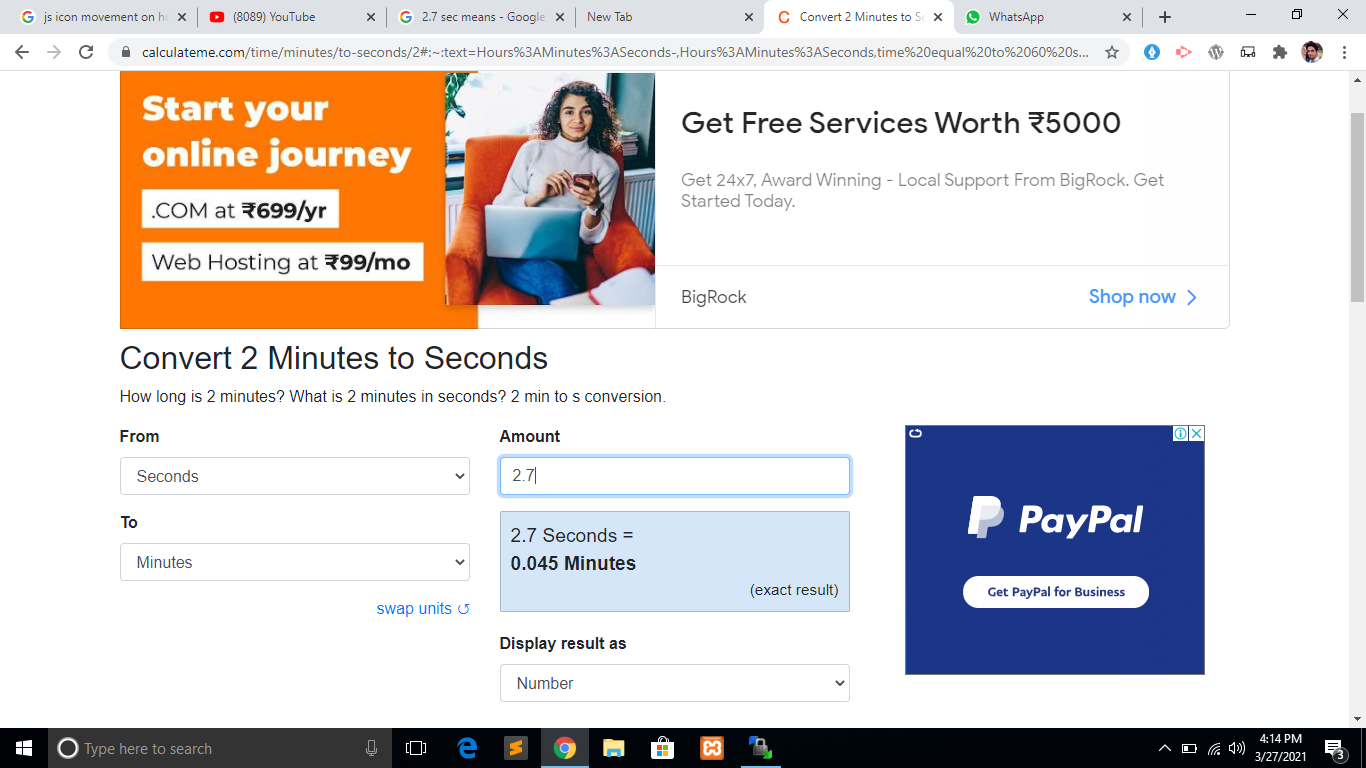 js icon movement on ho
(8089) YouTube
2.7 sec means - Google
New Tab
Convert 2 Minutes to Se
WhatsApp
calculateme.com/time/minutes/to-seconds/2#:~:text=Hours%3AMinutes%3ASeconds-,Hours%3AMinutes%3ASeconds,time%20equal%20to%2060%20s...
Start your
online journey
.COM at ₹699/yr
Web Hosting at ₹99/mo
Get Free Services Worth ₹5000
Get 24x7, Award Winning - Local Support From BigRock. Get
Started Today.
BigRock
Shop now
Convert 2 Minutes to Seconds
How long is 2 minutes? What is 2 minutes in seconds? 2 min to s conversion.
From
Seconds
To
Minutes
swap units ↺
Amount
2.7
2.7 Seconds =
0.045 Minutes
(exact result)
Display result as
Number
PayPal
Get PayPal for Business
Type here to search
4:14 PM
3/27/2021
3